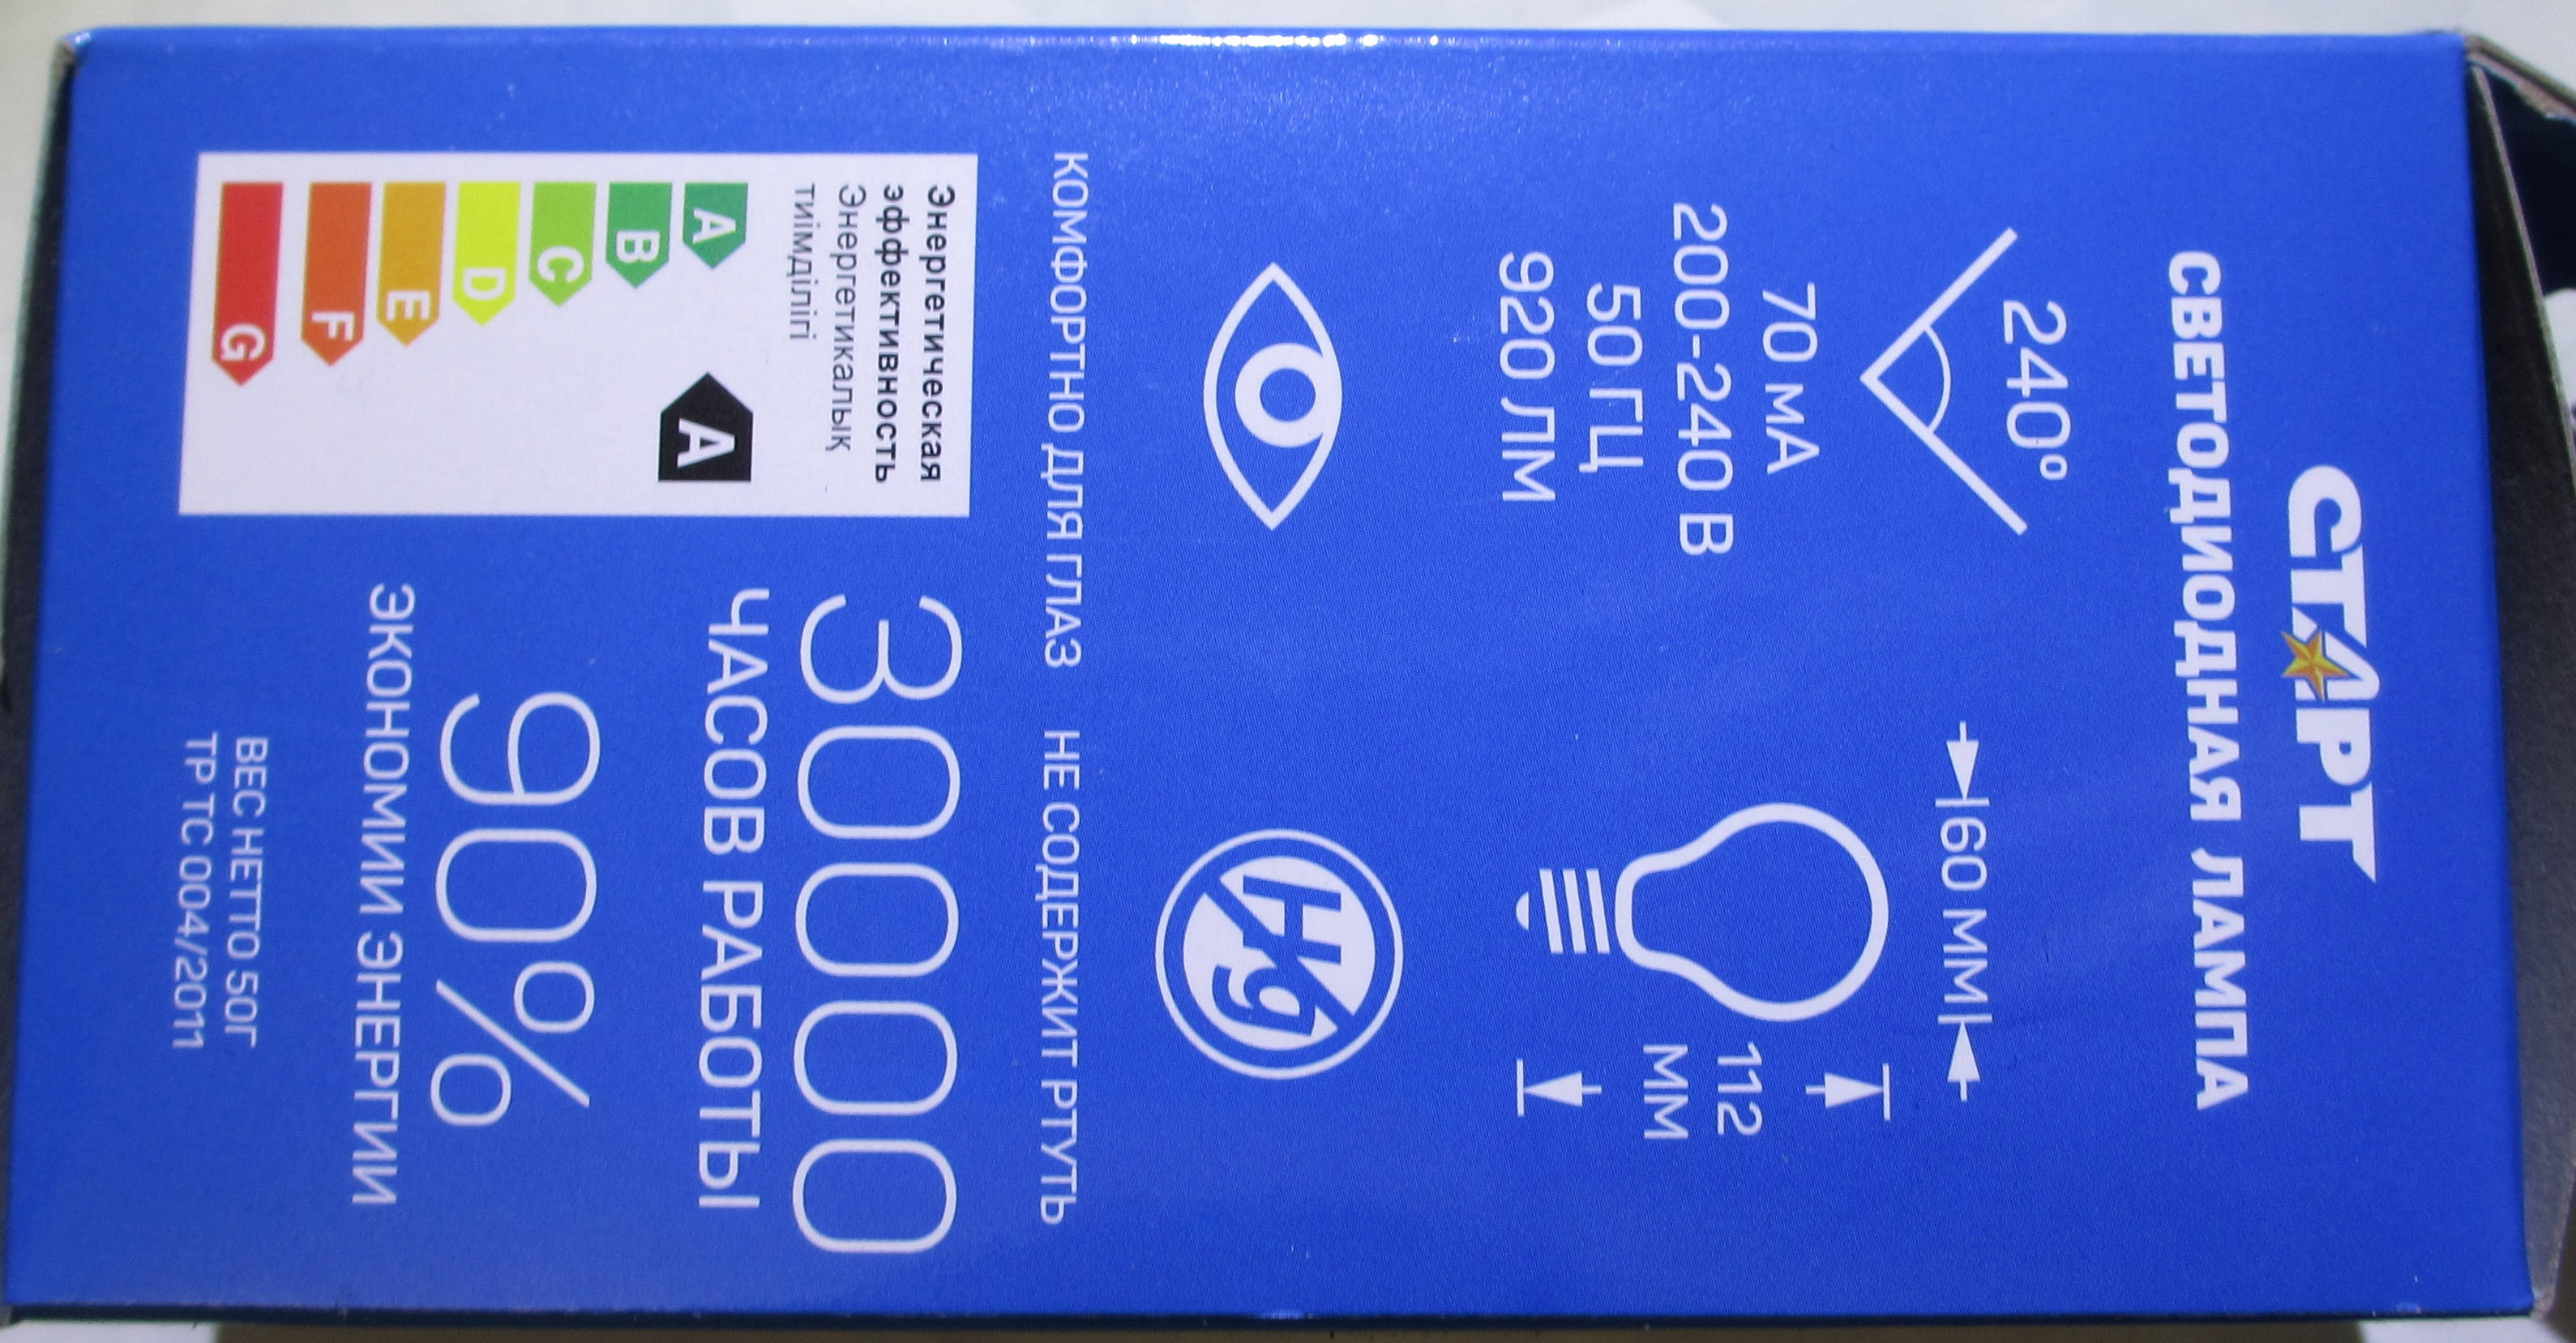 СТАРТ
СВЕТОДИОДНАЯ ЛАМПА
240°
70 мА
200-240 В
50 ГЦ
920 ЛМ
60 ММ
112
ММ
Hg
КОМФОРТНО ДЛЯ ГЛАЗ
НЕ СОДЕРЖИТ РТУТЬ
Энергетическая
эффективность
Энергетикалық
тиімділігі
A
B
C
D
E
F
G
A
30000
ЧАСОВ РАБОТЫ
90%
ЭКОНОМИИ ЭНЕРГИИ
ВЕС НЕТТО 50Г
ТР ТС 004/2011